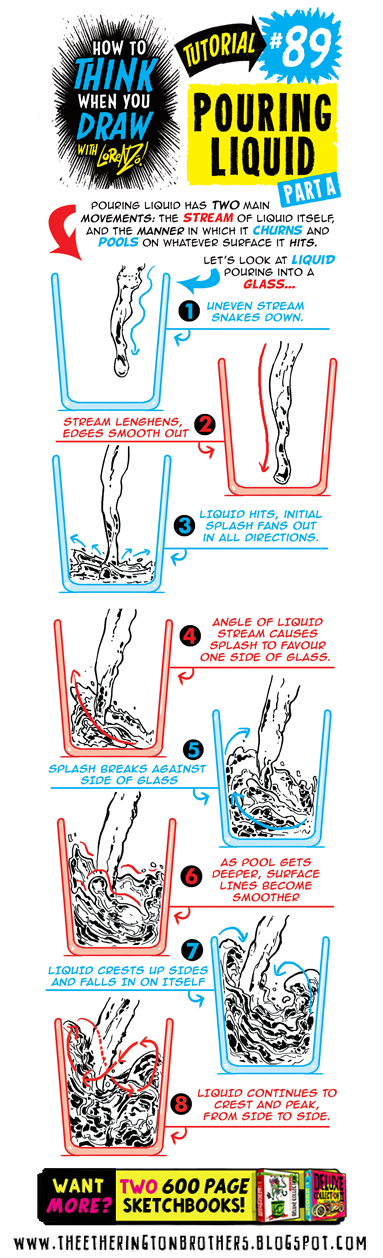 HOW TO
THINK
WHEN YOU
DRAW
WITH LORENZO!
TUTORIAL
#89
POURING
LIQUID
PART A
POURING LIQUID HAS TWO MAIN
MOVEMENTS: THE STREAM OF LIQUID ITSELF,
AND THE MANNER IN WHICH IT CHURNS AND
POOLS ON WHATEVER SURFACE IT HITS.
LET'S LOOK AT LIQUID
POURING INTO A
GLASS...
1 UNEVEN STREAM
SNAKES DOWN.
STREAM LENGHENS,
EDGES SMOOTH OUT
2
3
LIQUID HITS, INITIAL
SPLASH FANS OUT
IN ALL DIRECTIONS.
4
ANGLE OF LIQUID
STREAM CAUSES
SPLASH TO FAVOUR
ONE SIDE OF GLASS.
5
SPLASH BREAKS AGAINST
SIDE OF GLASS
6
AS POOL GETS
DEEPER, SURFACE
LINES BECOME
SMOOTHER
7
LIQUID CRESTS UP SIDES
AND FALLS IN ON ITSELF
8
LIQUID CONTINUES TO
CREST AND PEAK,
FROM SIDE TO SIDE.
WANT
MORE?
TWO 600 PAGE
SKETCHBOOKS!
DELUXE
COLLECTION
WWW.THEETHERINGTONBROTHERS.BLOGSPOT.COM